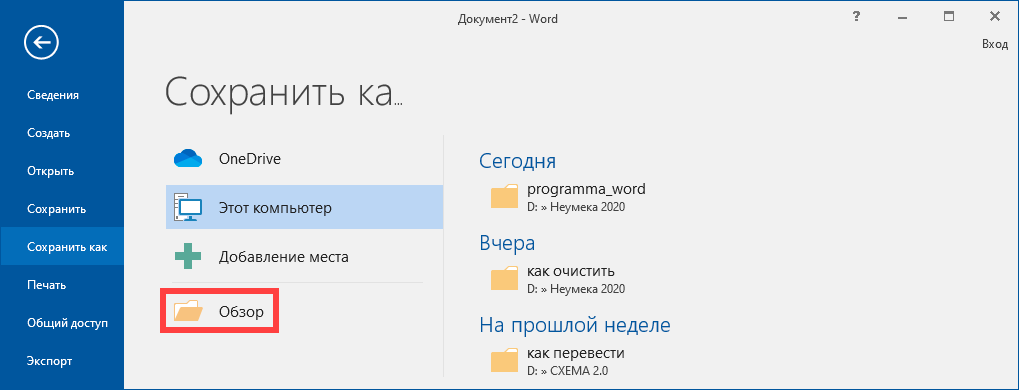 Документ2 - Word
?
Вход
Сведения
Создать
Открыть
Сохранить
Сохранить как
Печать
Общий доступ
Экспорт
Сохранить ка...
OneDrive
Этот компьютер
Добавление места
Обзор
Сегодня
programma_word
D: » Неумека 2020
Вчера
как очистить
D: » Неумека 2020
На прошлой неделе
как перевести
D: » СХЕМА 2.0